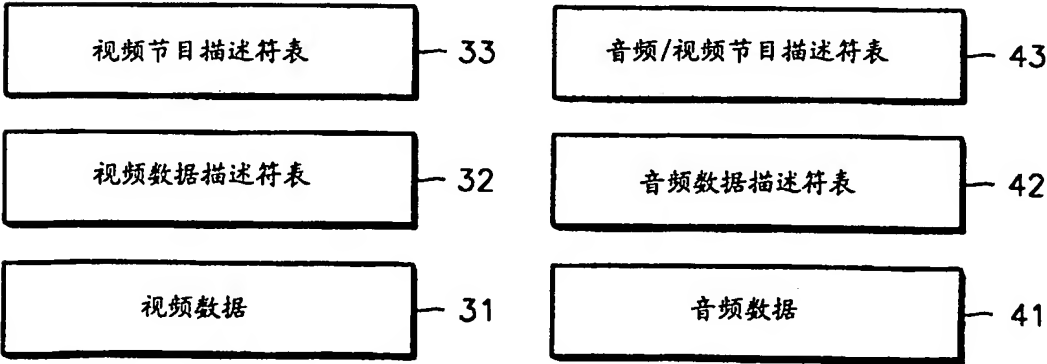 视频节目描述符表 33
音频/视频节目描述符表 43
视频数据描述符表 32
音频数据描述符表 42
视频数据 31
音频数据 41